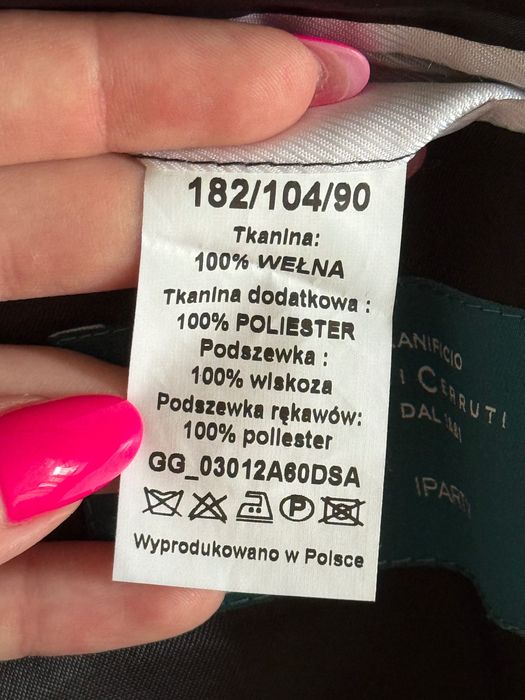 182/104/90
Tkanina:
100% WEŁNA
Tkanina dodatkowa :
100% POLIESTER
Podszewka :
100% wiskoza
Podszewka rękawów:
100% poliester
GG_03012A60DSA
P
Wyprodukowano w Polsce
ANIFICIO
I CERRUTI
DAL